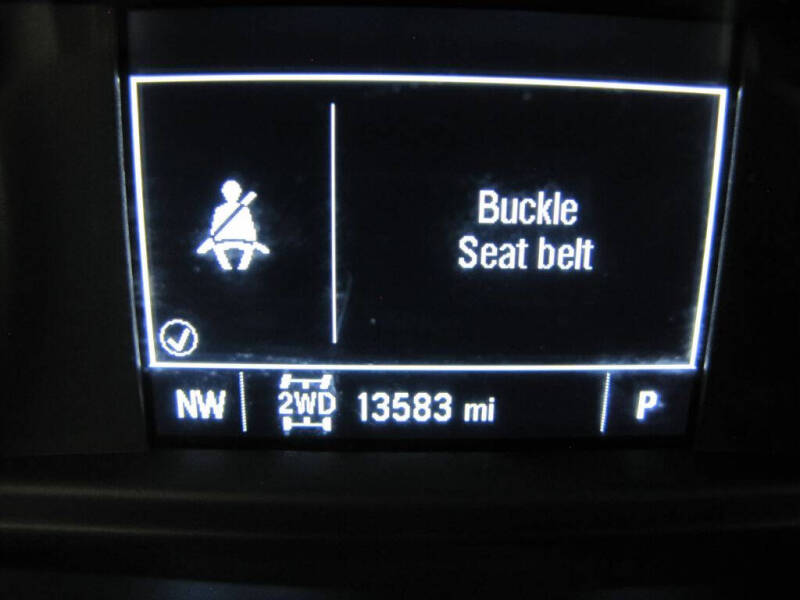 Buckle
Seat belt
NW 2WD 13583 mi P